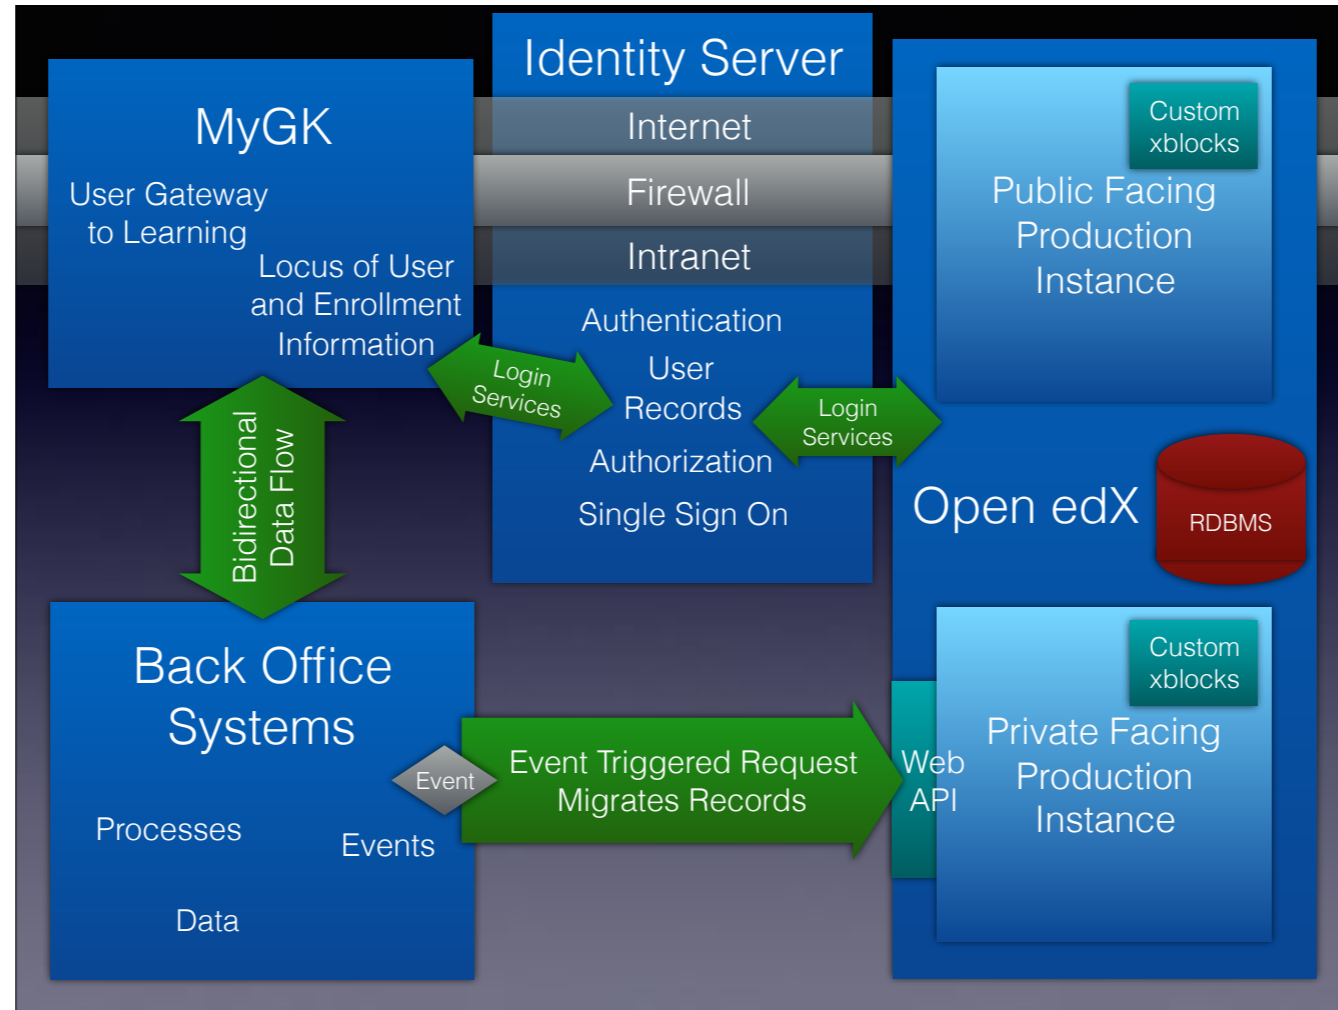 Identity Server
Internet
Firewall
Intranet
Authentication
User
Records
Authorization
Single Sign On
MyGK
User Gateway
to Learning
Locus of User
and Enrollment
Information
Login
Services
Login
Services
Bidirectional
Data Flow
Custom
xblocks
Public Facing
Production
Instance
Open edX
RDBMS
Custom
xblocks
Private Facing
Production
Instance
Web
API
Back Office
Systems
Event
Processes
Events
Data
Event Triggered Request
Migrates Records